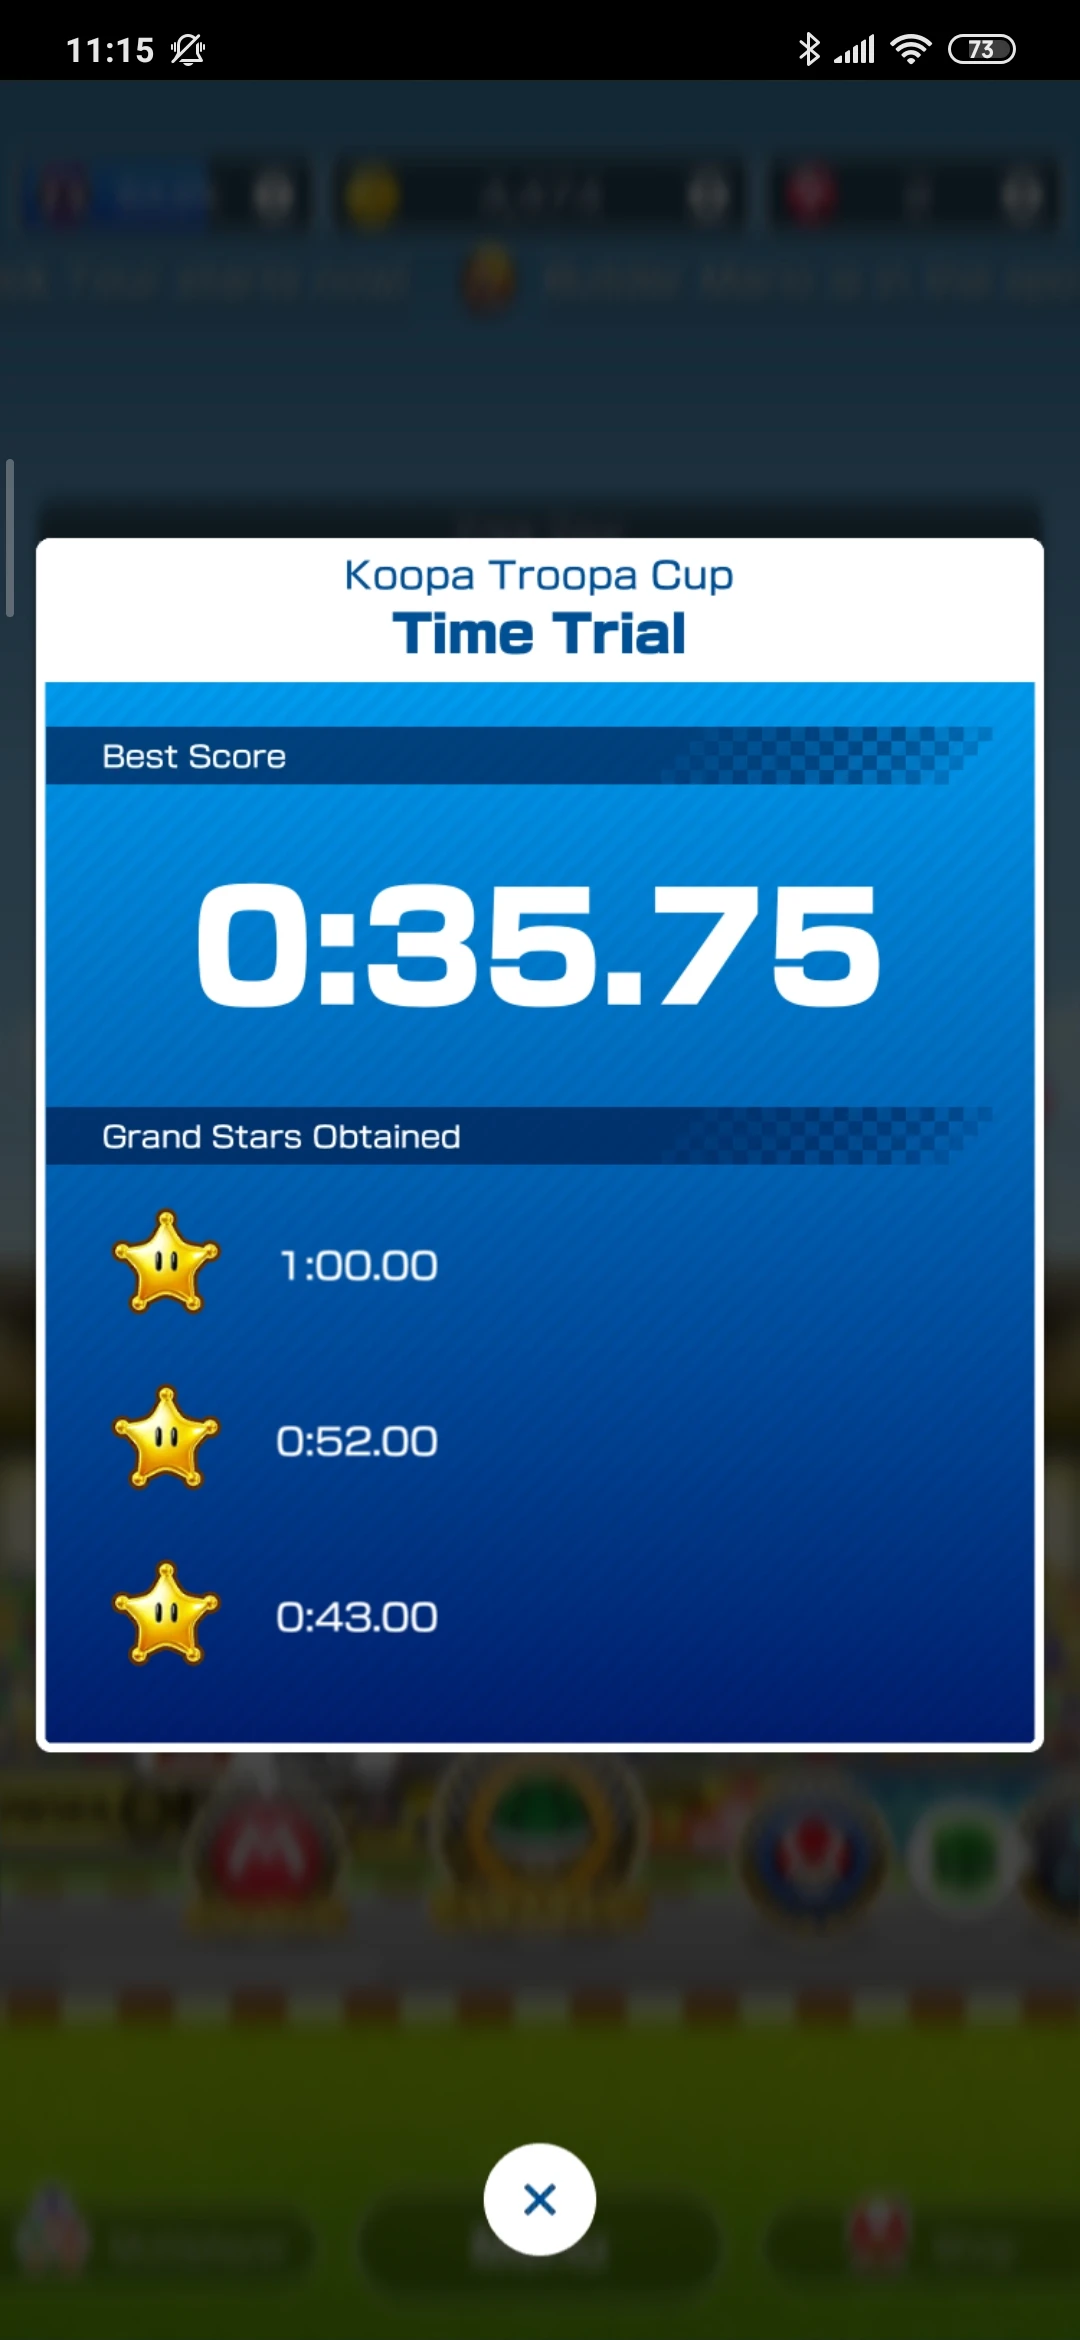 11:15
73
Koopa Troopa Cup
Time Trial
Best Score
0:35.75
Grand Stars Obtained
1:00.00
0:52.00
0:43.00